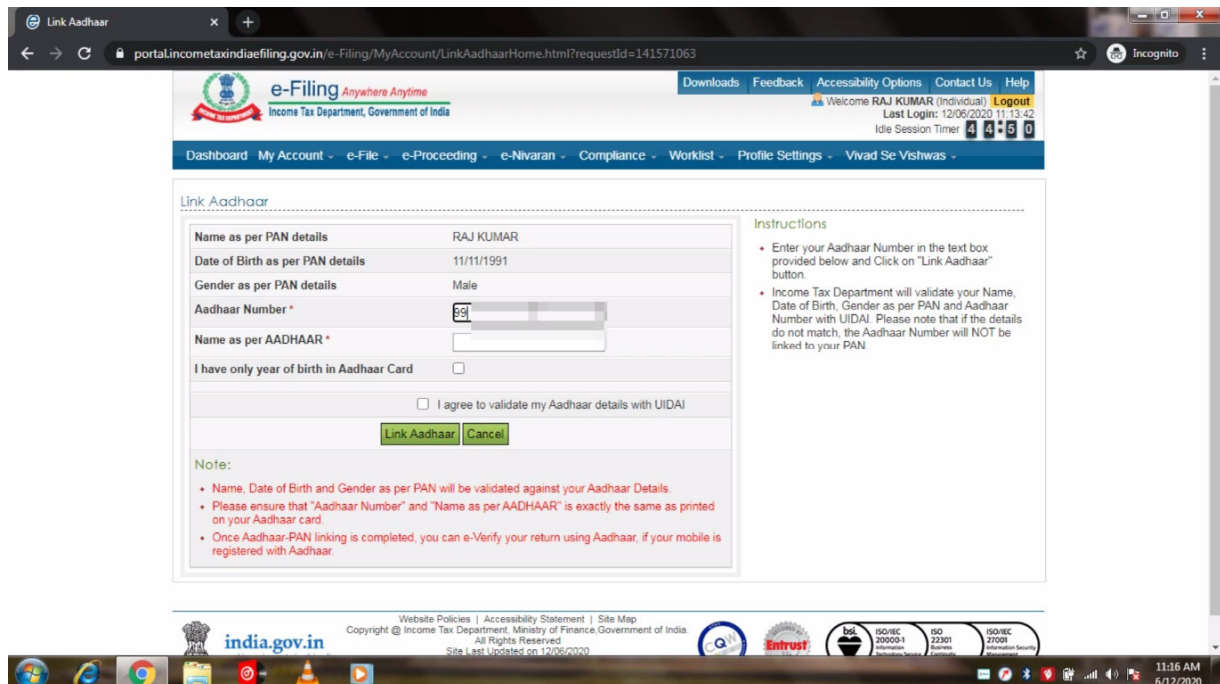 Link Aadhaar
portal.incometaxindiaefiling.gov.in/e-Filing/MyAccount/LinkAadhaarHome.html?requestId=141571063
Incognito
e-Filing Anywhere Anytime
Income Tax Department, Government of India
Downloads Feedback Accessibility Options Contact Us Help
Welcome RAJ KUMAR (Individual) Logout
Last Login: 12/06/2020 11:13:42
Idle Session Timer 4 4 : 5 0
Dashboard My Account e-File e-Proceeding e-Nivaran Compliance Worklist Profile Settings Vivad Se Vishwas
Link Aadhaar
Name as per PAN details RAJ KUMAR
Date of Birth as per PAN details 11/11/1991
Gender as per PAN details Male
Aadhaar Number * 99
Name as per AADHAAR *
I have only year of birth in Aadhaar Card
I agree to validate my Aadhaar details with UIDAI
Link Aadhaar Cancel
Note:
Name, Date of Birth and Gender as per PAN will be validated against your Aadhaar Details.
Please ensure that "Aadhaar Number" and "Name as per AADHAAR" is exactly the same as printed
on your Aadhaar card.
Once Aadhaar-PAN linking is completed, you can e-Verify your return using Aadhaar, if your mobile is
registered with Aadhaar.
Instructions
Enter your Aadhaar Number in the text box
provided below and Click on "Link Aadhaar"
button.
Income Tax Department will validate your Name,
Date of Birth, Gender as per PAN and Aadhaar
Number with UIDAI. Please note that if the details
do not match, the Aadhaar Number will NOT be
linked to your PAN
india.gov.in
Website Policies | Accessibility Statement | Site Map
Copyright @ Income Tax Department, Ministry of Finance,Government of India.
All Rights Reserved
Site Last Updated on 12/06/2020
CQW
Entrust
bsi.
ISO/IEC
20000-1
Information
Technology Service
ISO
22301
Business
Continuity
ISO/IEC
27001
Information Security
Management
11:16 AM
6/12/2020